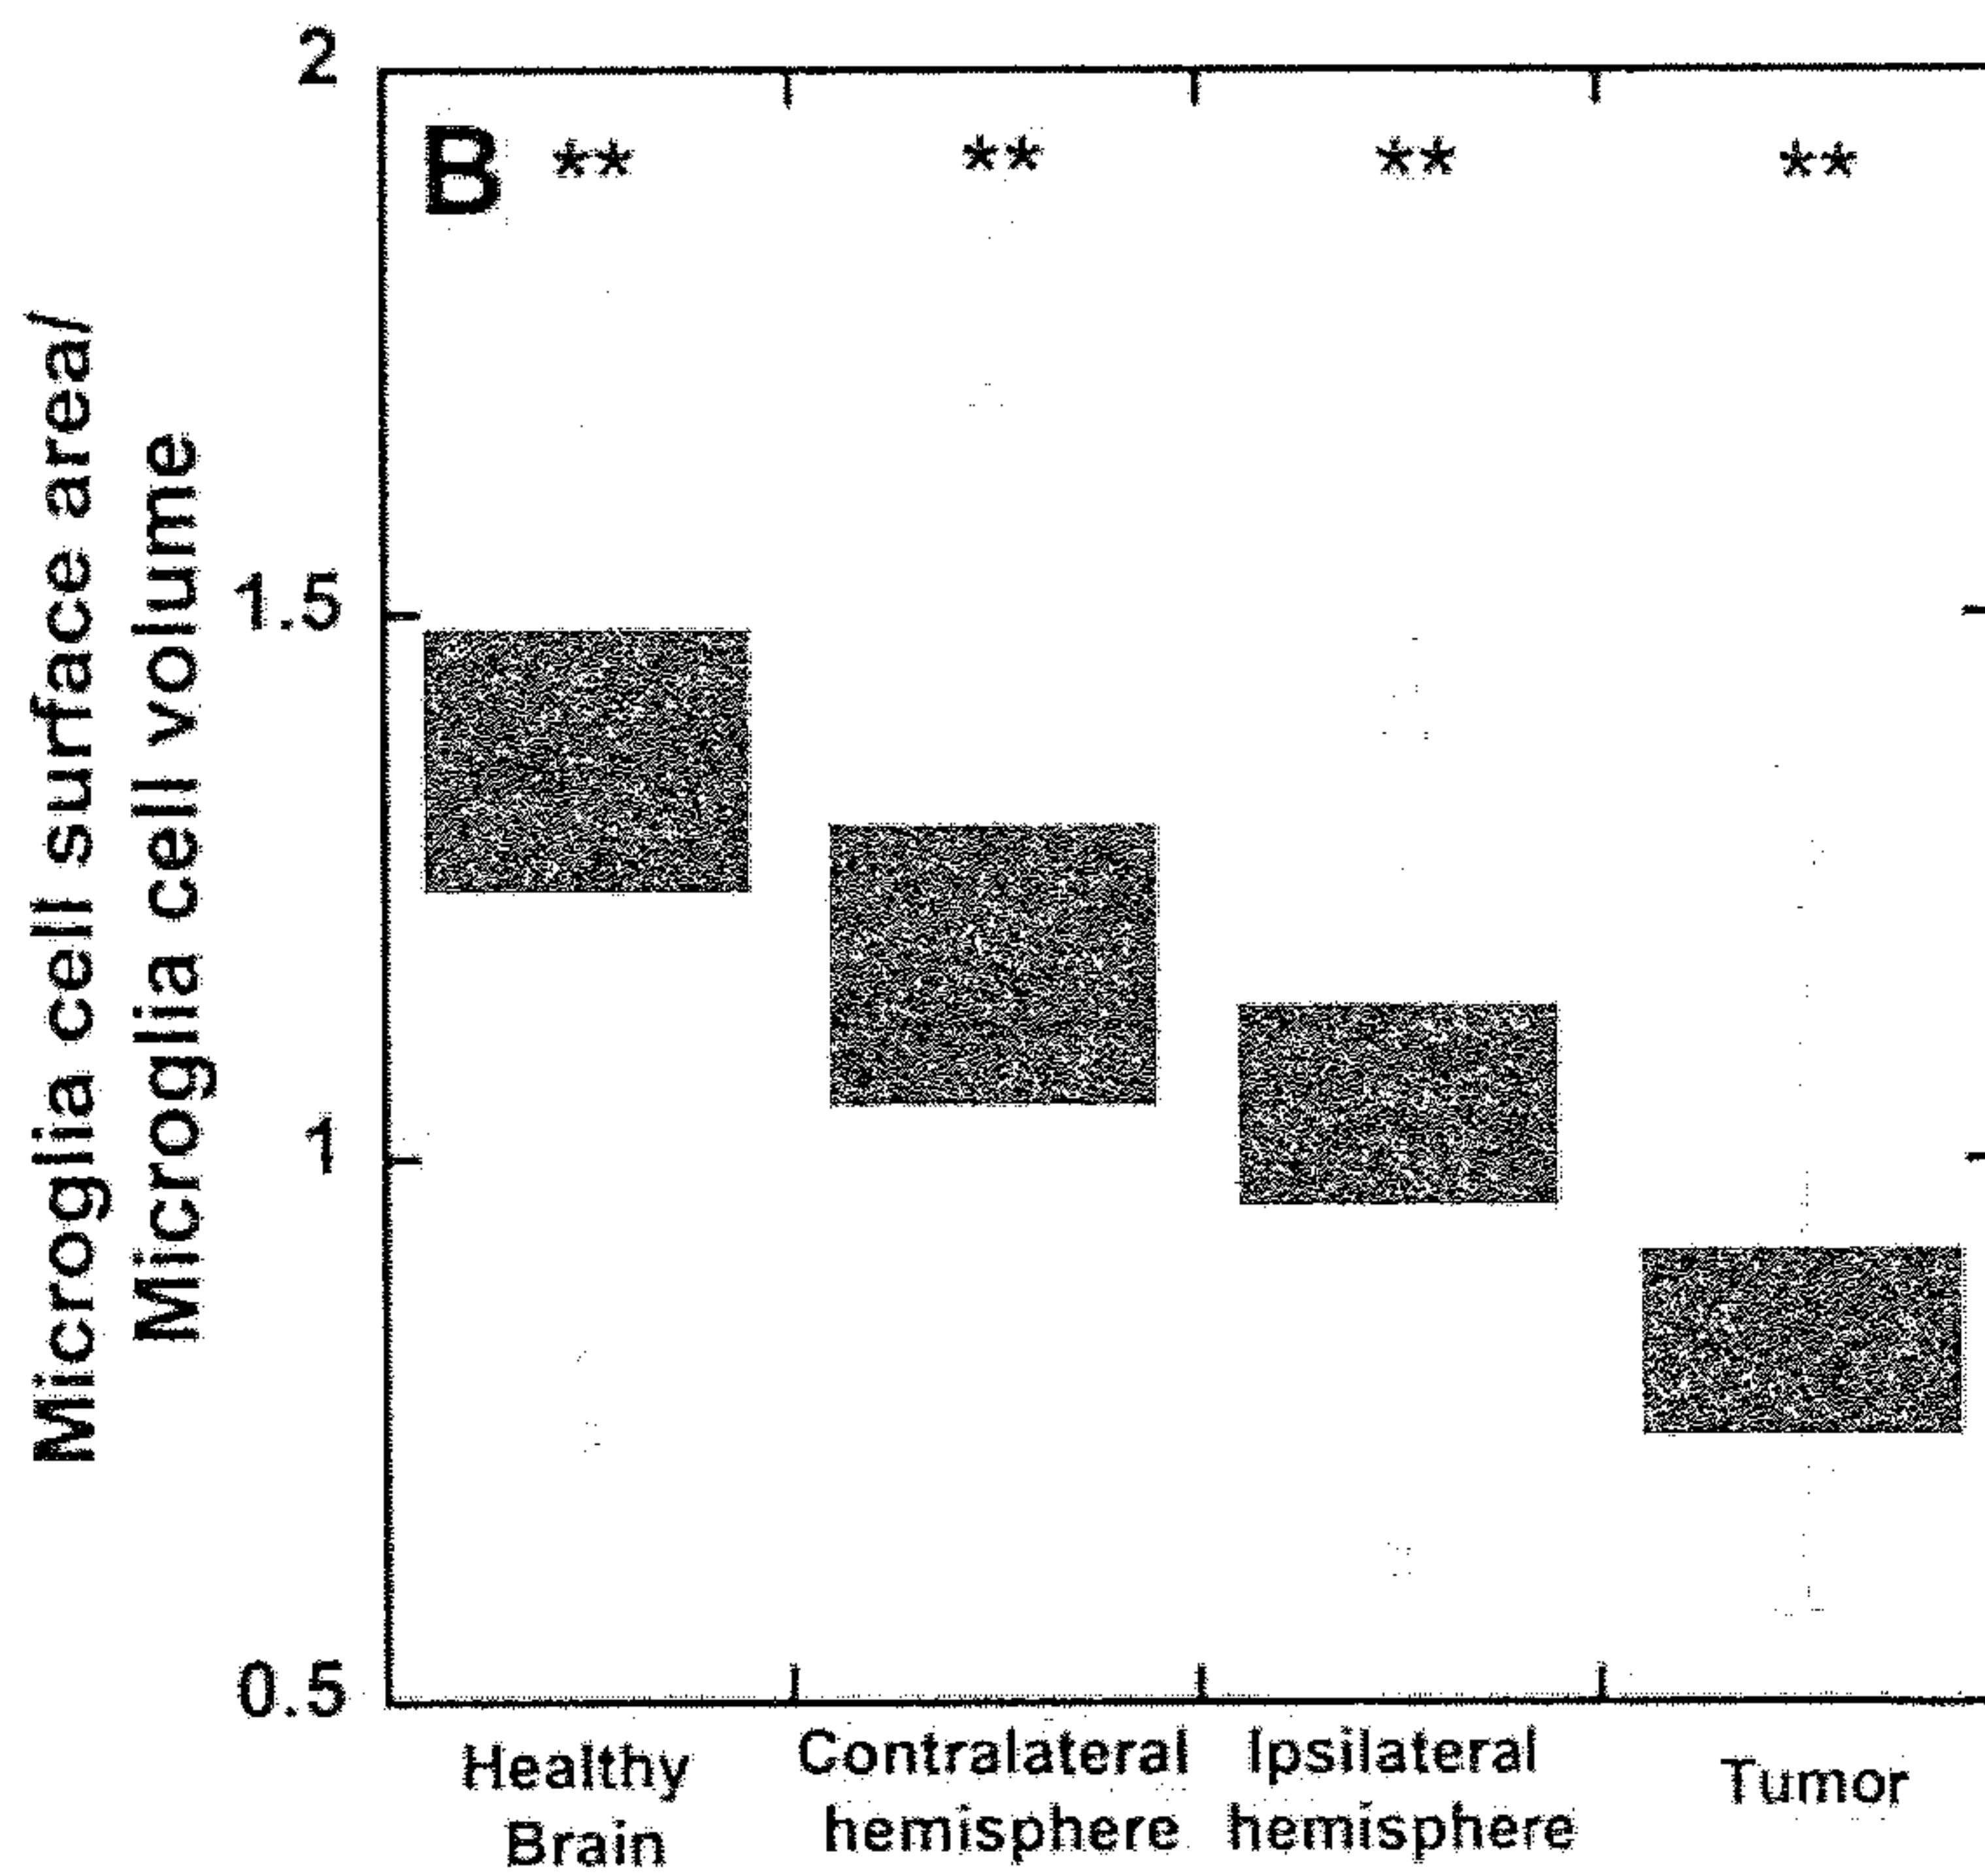 2
B ** ** ** **
Microglia cell surface area/
Microglia cell volume
1.5
1
0.5
Healthy
Brain
Contralateral
hemisphere
Ipsilateral
hemisphere
Tumor